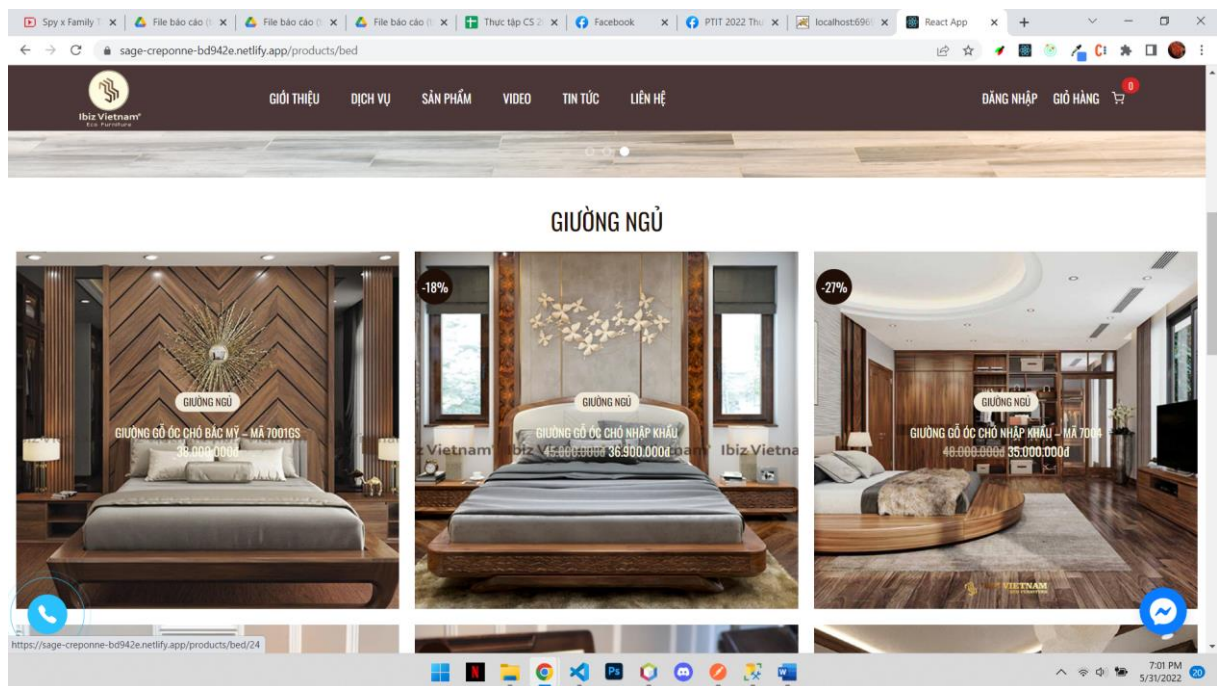 Spy x Family T
File báo cáo (t
File báo cáo (t
File báo cáo (t
Thực tập CS 2
Facebook
PTIT 2022 Thu
localhost:696
React App
sage-creponne-bd942e.netlify.app/products/bed
Ibiz Vietnam
Eco Furniture
GIỚI THIỆU DỊCH VỤ SẢN PHẨM VIDEO TIN TỨC LIÊN HỆ ĐĂNG NHẬP GIỎ HÀNG 0
GIƯỜNG NGỦ
GIƯỜNG NGỦ
GIƯỜNG GỖ ÓC CHÓ BẮC MỸ – MÃ 7001GS
38.000.000đ
-18%
GIƯỜNG NGỦ
GIƯỜNG GỖ ÓC CHÓ NHẬP KHẨU
45.000.000đ 36.900.000đ
Ibiz Vietna
-27%
GIƯỜNG NGỦ
GIƯỜNG GỖ ÓC CHÓ NHẬP KHẨU – MÃ 7004
48.000.000đ 35.000.000đ
VIETNAM
https://sage-creponne-bd942e.netlify.app/products/bed/24
7:01 PM
5/31/2022
20